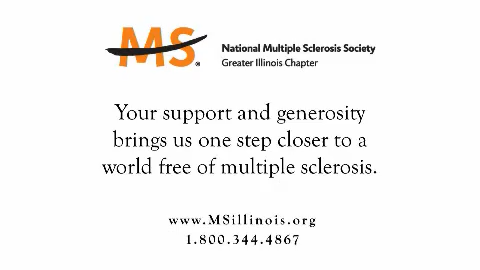 MS®
National Multiple Sclerosis Society
Greater Illinois Chapter
Your support and generosity
brings us one step closer to a
world free of multiple sclerosis.
www.MSillinois.org
1.800.344.4867